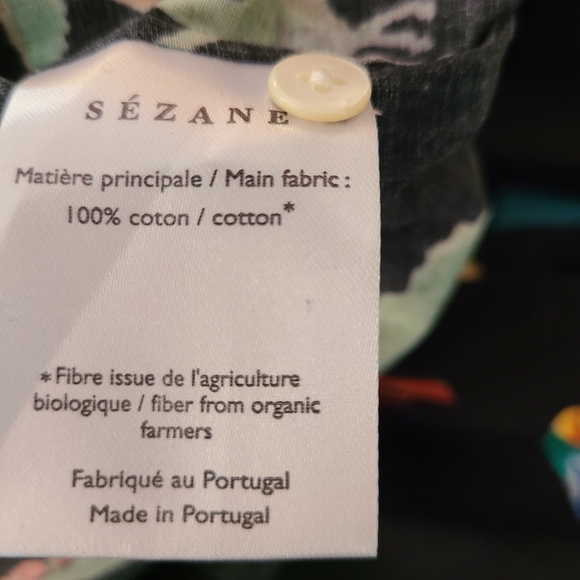 SÉZANE
Matière principale / Main fabric :
100% coton / cotton*
*Fibre issue de l'agriculture
biologique / fiber from organic
farmers
Fabriqué au Portugal
Made in Portugal